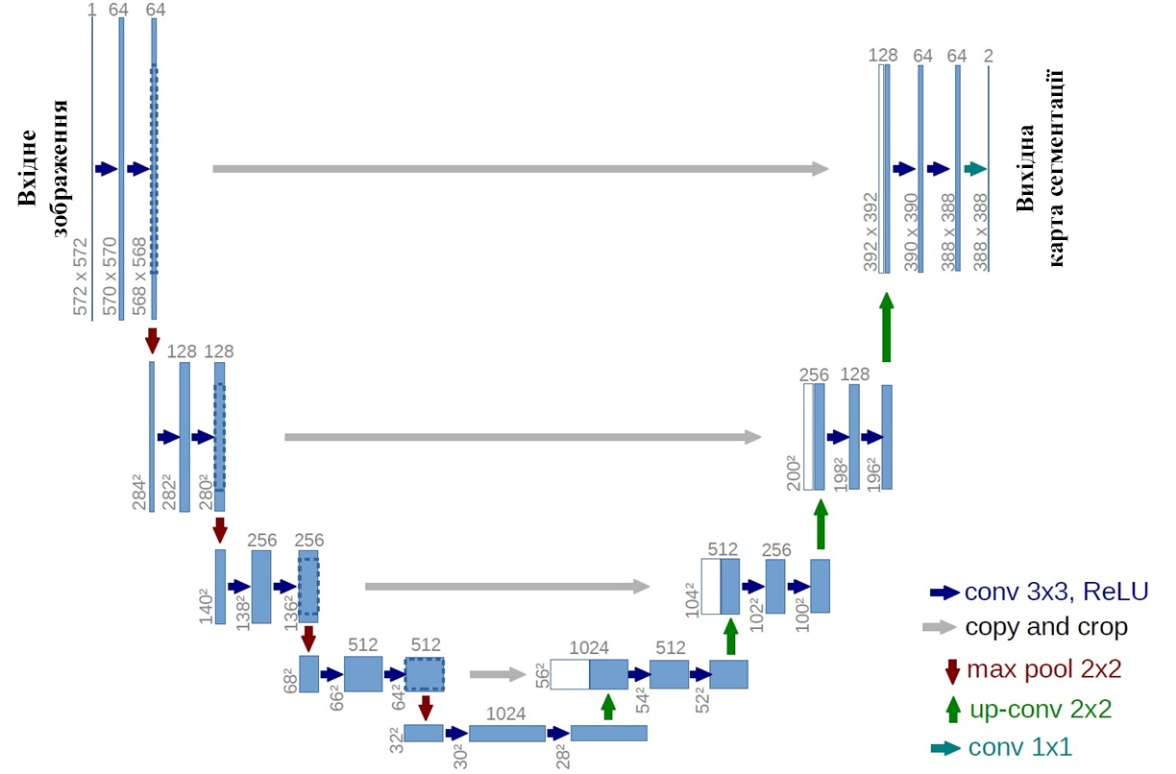 1 64 64
128 64 64 2
Вхідне
зображення
572 x 572
570 x 570
568 x 568
392 x 392
390 x 390
388 x 388
388 x 388
Вихідна
карта сегментації
128 128
284²
282²
280²
256 128
200²
198²
196²
256 256
140²
138²
136²
512 256
104²
102²
100²
512 512
68²
66²
64²
1024 512
56²
54²
52²
1024
32²
30²
28²
conv 3x3, ReLU
copy and crop
max pool 2x2
up-conv 2x2
conv 1x1